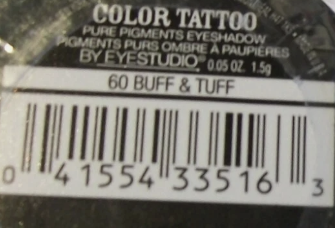 COLOR TATTOO
PURE PIGMENTS EYESHADOW
PIGMENTS PURS OMBRE À PAUPIÈRES
BY EYESTUDIO® 0.05 OZ. 1.5g
60 BUFF & TUFF
0 41554 33516 3